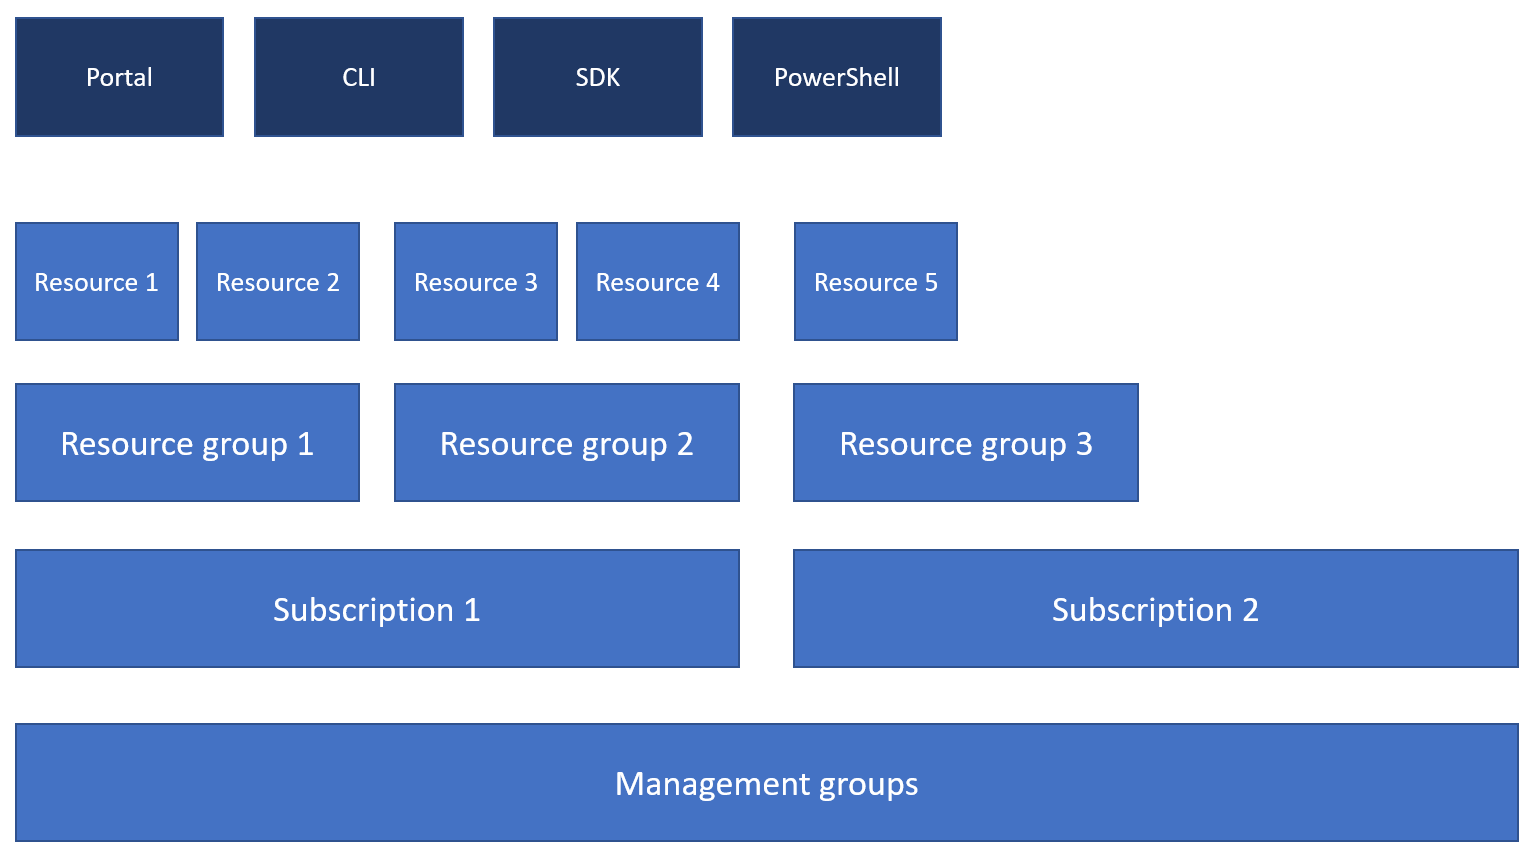 Portal
CLI
SDK
PowerShell
Resource 1
Resource 2
Resource 3
Resource 4
Resource 5
Resource group 1
Resource group 2
Resource group 3
Subscription 1
Subscription 2
Management groups